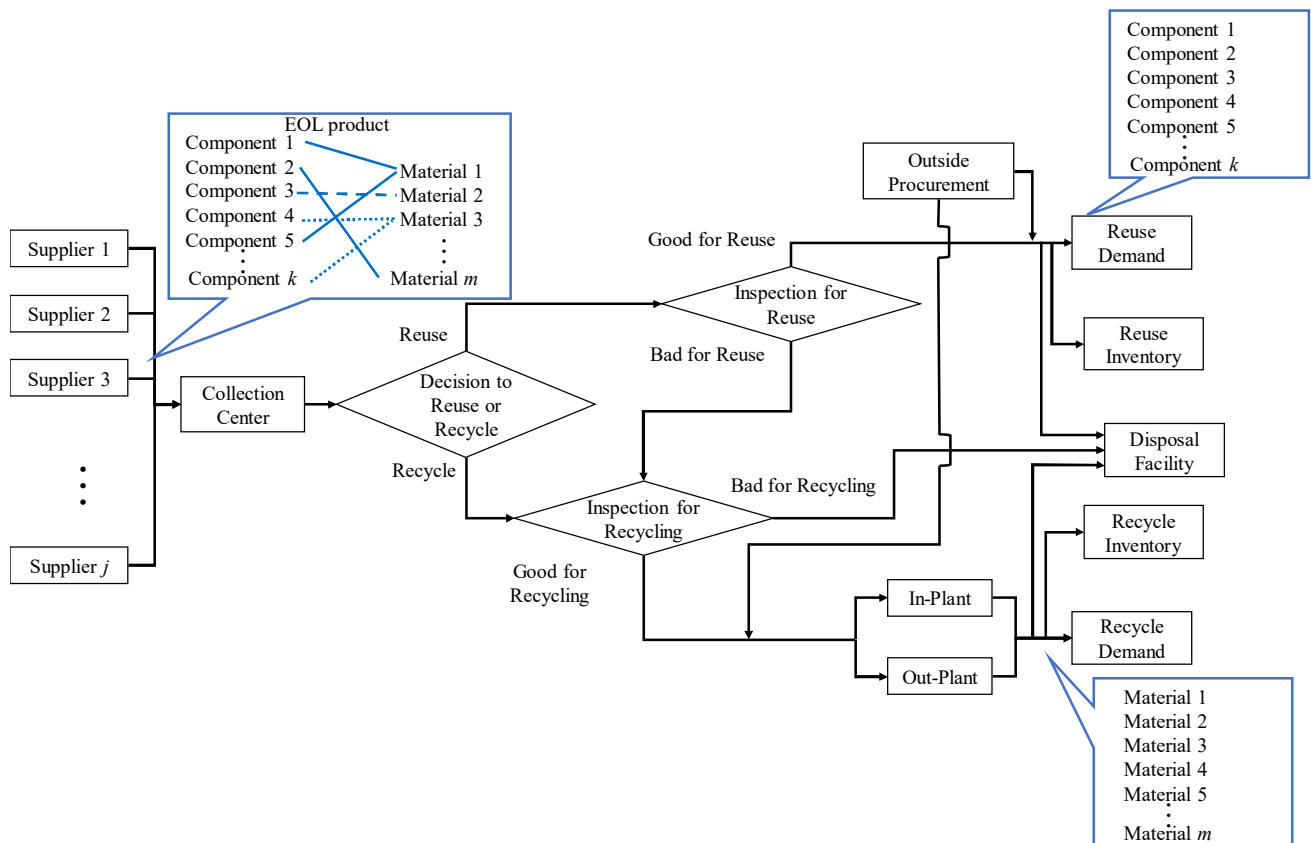 Component 1
Component 2
Component 3
Component 4
Component 5
Component k
EOL product
Component 1
Component 2
Component 3
Component 4
Component 5
Component k
Material 1
Material 2
Material 3
Material m
Outside
Procurement
Supplier 1
Supplier 2
Supplier 3
Supplier j
Collection
Center
Reuse
Decision to
Reuse or
Recycle
Recycle
Good for Reuse
Inspection for
Reuse
Bad for Reuse
Reuse
Demand
Reuse
Inventory
Disposal
Facility
Bad for Recycling
Inspection for
Recycling
Good for
Recycling
Recycle
Inventory
In-Plant
Out-Plant
Recycle
Demand
Material 1
Material 2
Material 3
Material 4
Material 5
Material m